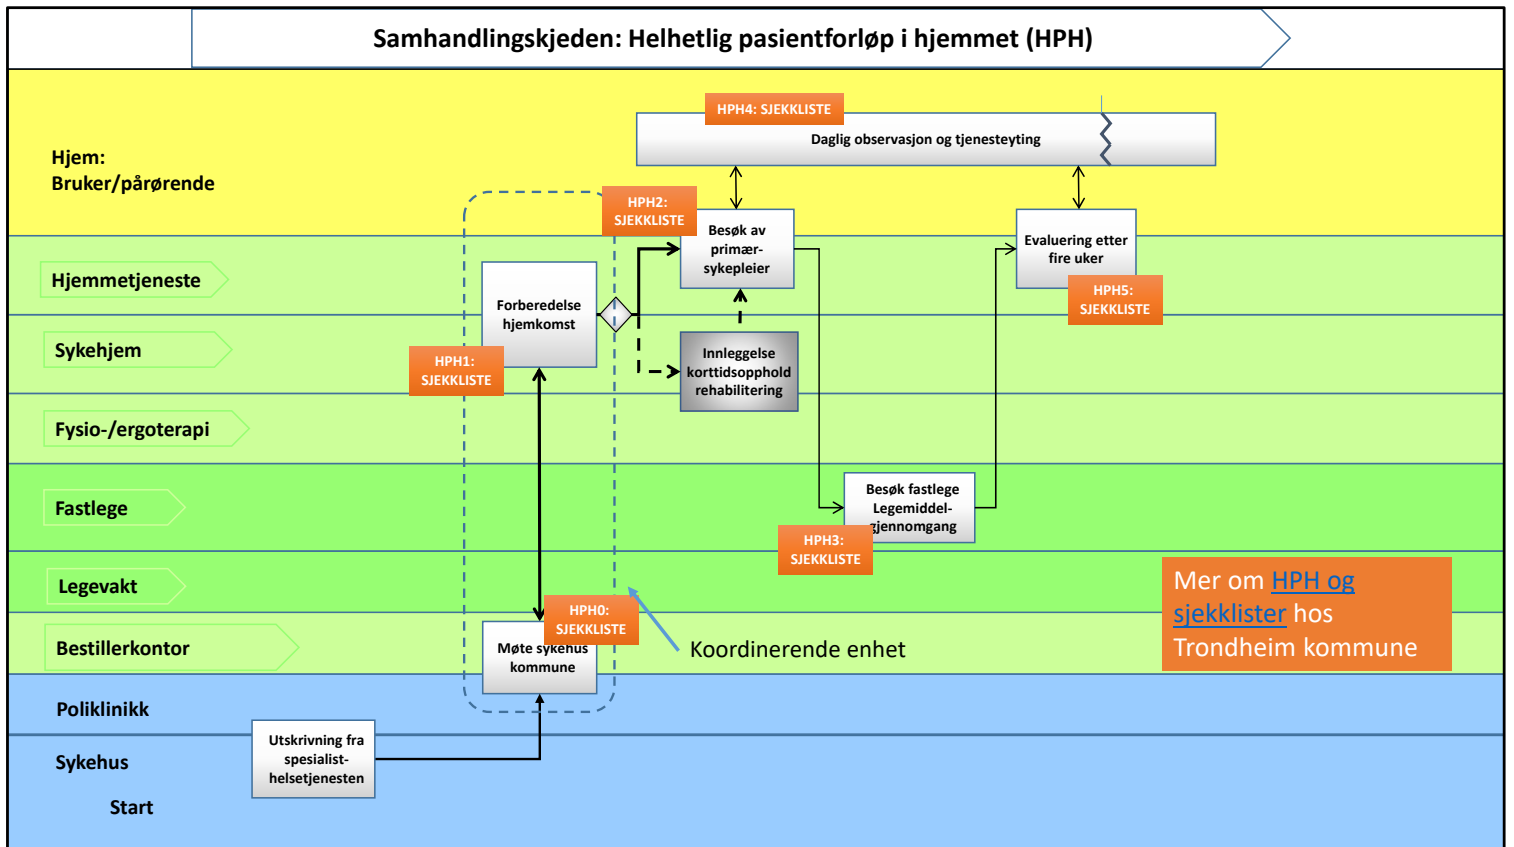 Samhandlingskjeden: Helhetlig pasientforløp i hjemmet (HPH)
HPH4: SJEKKLISTE
Daglig observasjon og tjenesteyting
Hjem:
Bruker/pårørende
HPH2:
SJEKKLISTE
Besøk av
primær-
sykepleier
Evaluering etter
fire uker
HPH5:
SJEKKLISTE
Hjemmetjeneste
Forberedelse
hjemkomst
Sykehjem
HPH1:
SJEKKLISTE
Innleggelse
korttidsopphold
rehabilitering
Fysio-/ergoterapi
Fastlege
Besøk fastlege
Legemiddel-
gjennomgang
HPH3:
SJEKKLISTE
Legevakt
Mer om HPH og
sjekklister hos
Trondheim kommune
HPH0:
SJEKKLISTE
Bestillerkontor
Møte sykehus
kommune
Koordinerende enhet
Poliklinikk
Utskrivning fra
spesialist-
helsetjenesten
Sykehus
Start